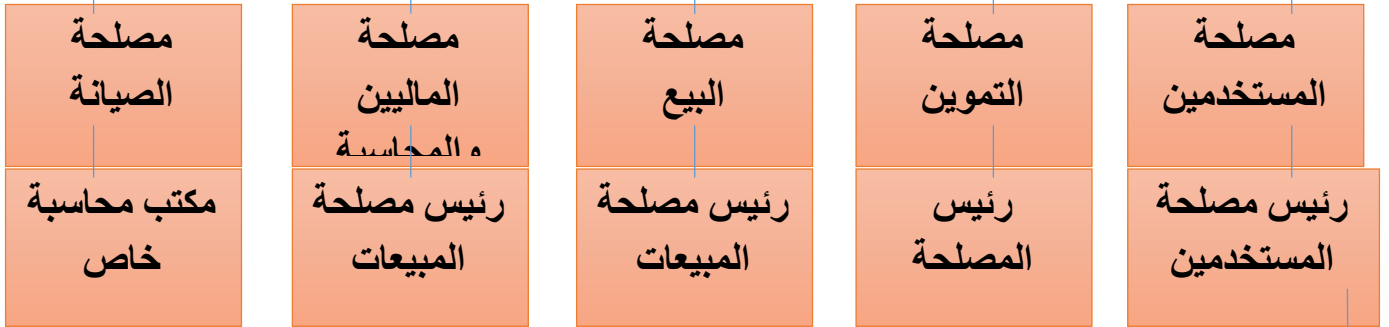 مصلحة
المستخدمين
مصلحة
التموين
مصلحة
البيع
مصلحة
الماليين
والمحاسبة
مصلحة
الصيانة
رئيس مصلحة
المستخدمين
رئيس
المصلحة
رئيس مصلحة
المبيعات
رئيس مصلحة
المبيعات
مكتب محاسبة
خاص